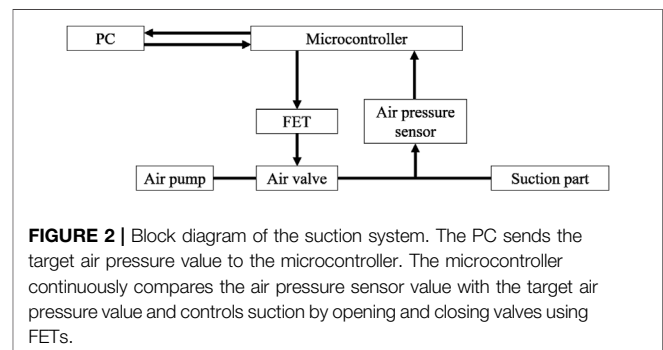 PC
Microcontroller
FET
Air pressure
sensor
Air pump
Air valve
Suction part
FIGURE 2 | Block diagram of the suction system. The PC sends the
target air pressure value to the microcontroller. The microcontroller
continuously compares the air pressure sensor value with the target air
pressure value and controls suction by opening and closing valves using
FETs.